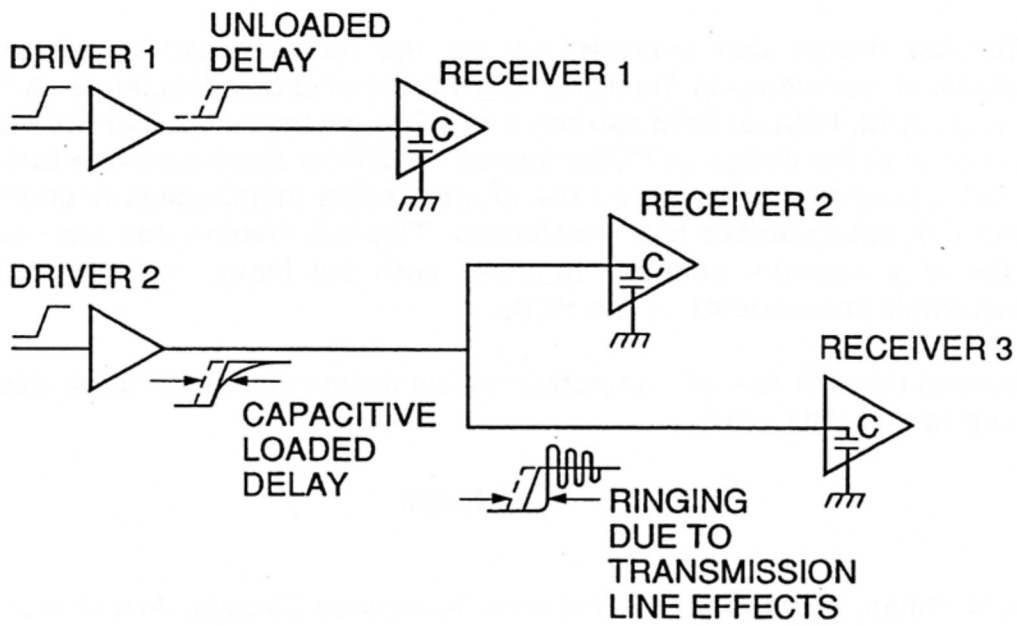 UNLOADED
DELAY
DRIVER 1
RECEIVER 1
C
RECEIVER 2
C
DRIVER 2
RECEIVER 3
C
CAPACITIVE
LOADED
DELAY
RINGING
DUE TO
TRANSMISSION
LINE EFFECTS